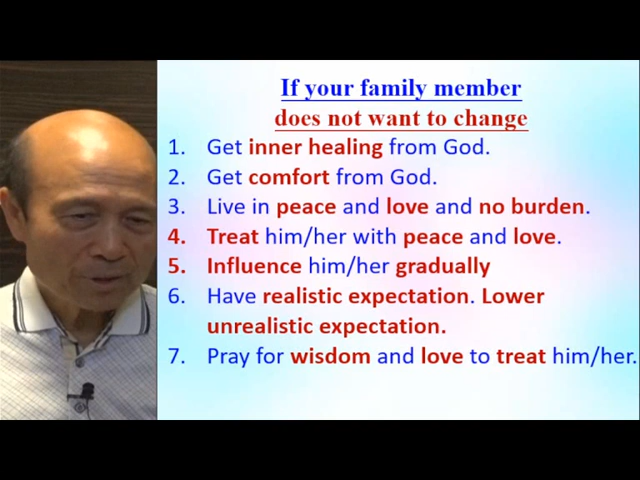 If your family member
does not want to change
1. Get inner healing from God.
2. Get comfort from God.
3. Live in peace and love and no burden.
4. Treat him/her with peace and love.
5. Influence him/her gradually
6. Have realistic expectation. Lower
unrealistic expectation.
7. Pray for wisdom and love to treat him/her.